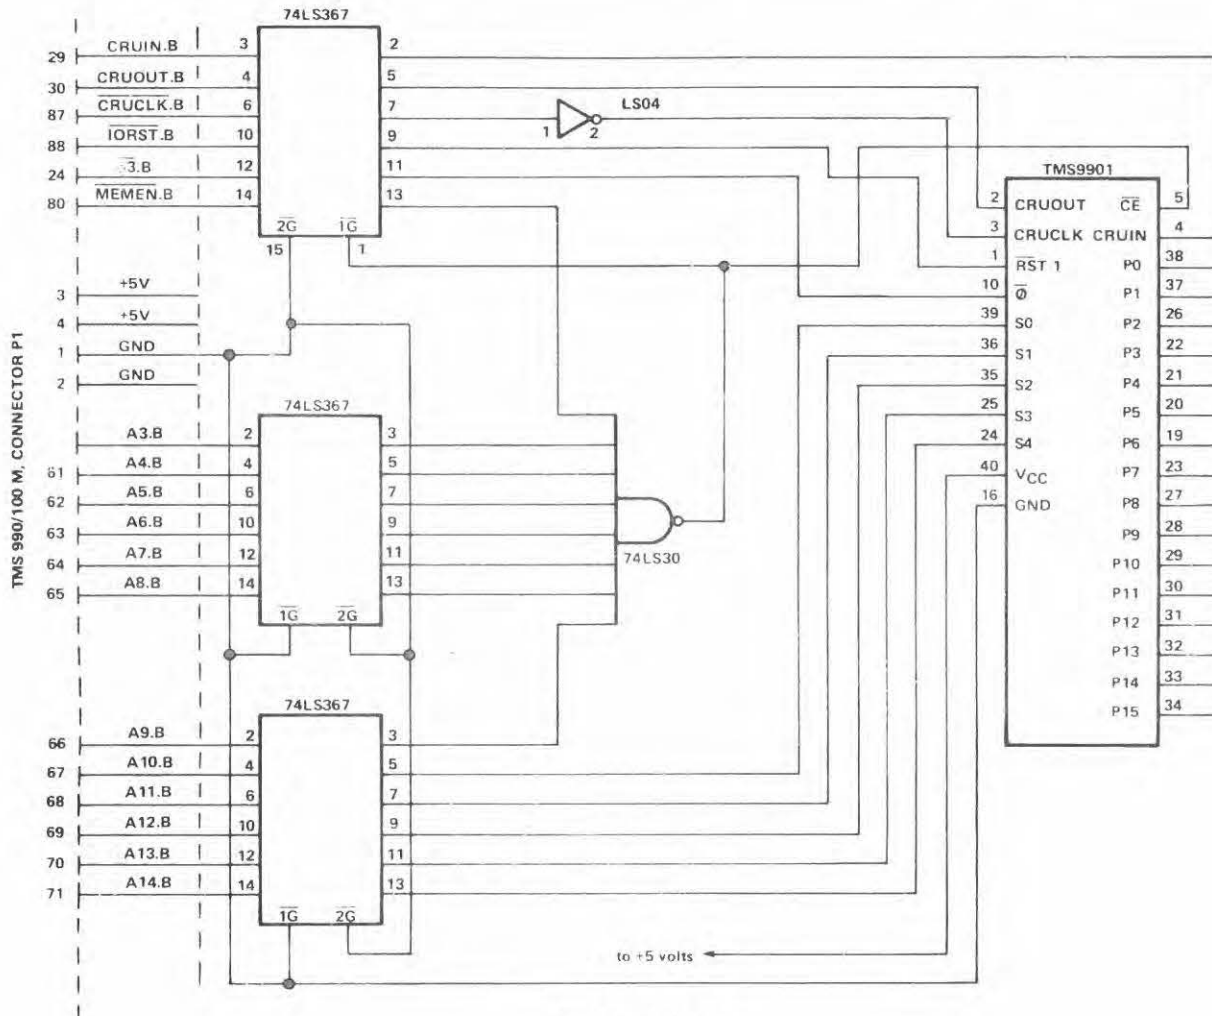 74LS367
29 CRUIN.B 3 2
30 CRUOUT.B 4 5
87 CRUCLK.B 6 7
88 IORST.B 10 9
24 3.B 12 11
80 MEMEN.B 14 13
2G 1G
15 1
1 2 LS04
3 +5V
4 +5V
1 GND
2 GND
TMS 990/100 M, CONNECTOR P1
74LS367
A3.B 2 3
61 A4.B 4 5
62 A5.B 6 7
63 A6.B 10 9
64 A7.B 12 11
65 A8.B 14 13
1G 2G
74LS30
74LS367
66 A9.B 2 3
67 A10.B 4 5
68 A11.B 6 7
69 A12.B 10 9
70 A13.B 12 11
71 A14.B 14 13
1G 2G
to +5 volts
TMS9901
2 CRUOUT CE 5
3 CRUCLK CRUIN 4
1 RST 1 P0 38
10 Ø P1 37
39 S0 P2 26
36 S1 P3 22
35 S2 P4 21
25 S3 P5 20
24 S4 P6 19
40 VCC P7 23
16 GND P8 27
P9 28
P10 29
P11 30
P12 31
P13 32
P14 33
P15 34